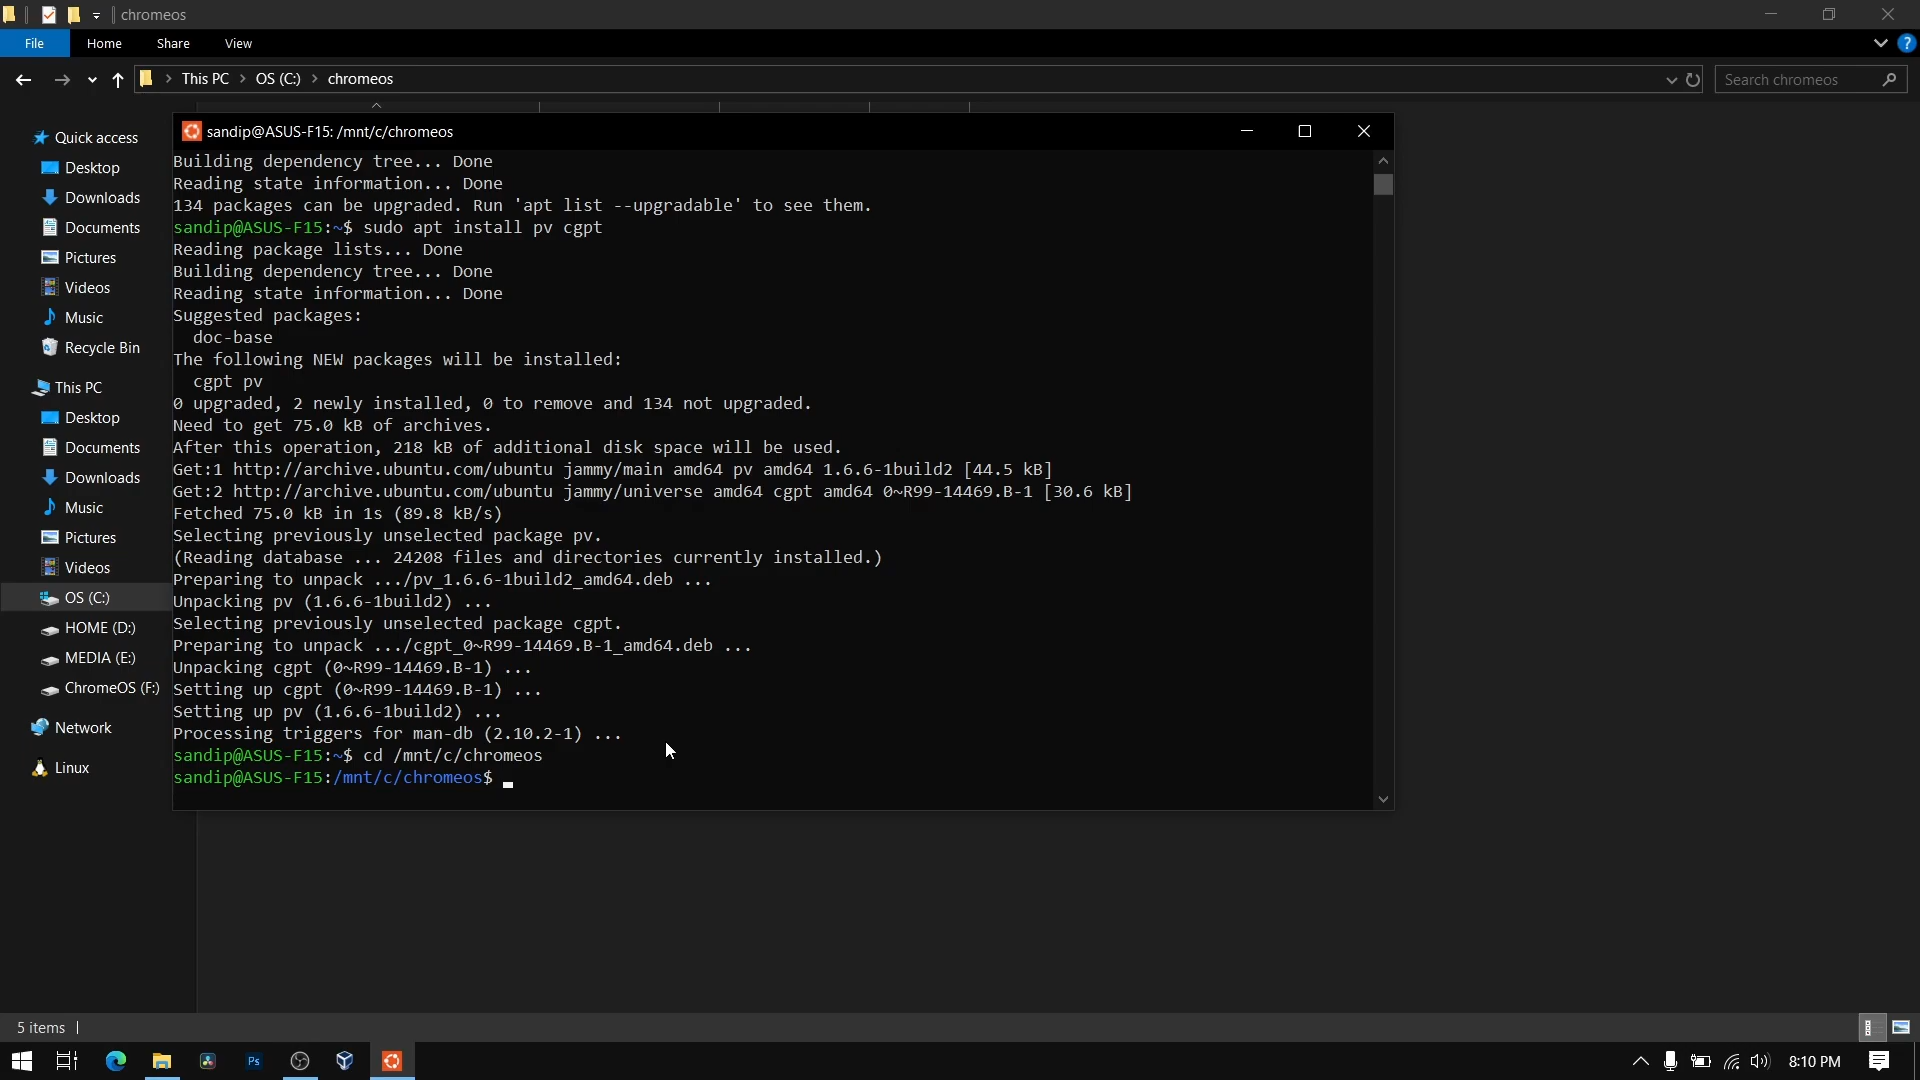 chromeos
File
Home
Share
View
?
This PC
OS (C:)
chromeos
Search chromeos
Quick access
Desktop
Downloads
Documents
Pictures
Videos
Music
Recycle Bin
This PC
Desktop
Documents
Downloads
Music
Pictures
Videos
OS (C:)
HOME (D:)
MEDIA (E:)
ChromeOS (F:)
Network
Linux
sandip@ASUS-F15: /mnt/c/chromeos
Building dependency tree... Done
Reading state information... Done
134 packages can be upgraded. Run 'apt list --upgradable' to see them.
sandip@ASUS-F15:~$ sudo apt install pv cgpt
Reading package lists... Done
Building dependency tree... Done
Reading state information... Done
Suggested packages:
  doc-base
The following NEW packages will be installed:
  cgpt pv
0 upgraded, 2 newly installed, 0 to remove and 134 not upgraded.
Need to get 75.0 kB of archives.
After this operation, 218 kB of additional disk space will be used.
Get:1 http://archive.ubuntu.com/ubuntu jammy/main amd64 pv amd64 1.6.6-1build2 [44.5 kB]
Get:2 http://archive.ubuntu.com/ubuntu jammy/universe amd64 cgpt amd64 0~R99-14469.B-1 [30.6 kB]
Fetched 75.0 kB in 1s (89.8 kB/s)
Selecting previously unselected package pv.
(Reading database ... 24208 files and directories currently installed.)
Preparing to unpack .../pv_1.6.6-1build2_amd64.deb ...
Unpacking pv (1.6.6-1build2) ...
Selecting previously unselected package cgpt.
Preparing to unpack .../cgpt_0~R99-14469.B-1_amd64.deb ...
Unpacking cgpt (0~R99-14469.B-1) ...
Setting up cgpt (0~R99-14469.B-1) ...
Setting up pv (1.6.6-1build2) ...
Processing triggers for man-db (2.10.2-1) ...
sandip@ASUS-F15:~$ cd /mnt/c/chromeos
sandip@ASUS-F15:/mnt/c/chromeos$
5 items
Ps
8:10 PM